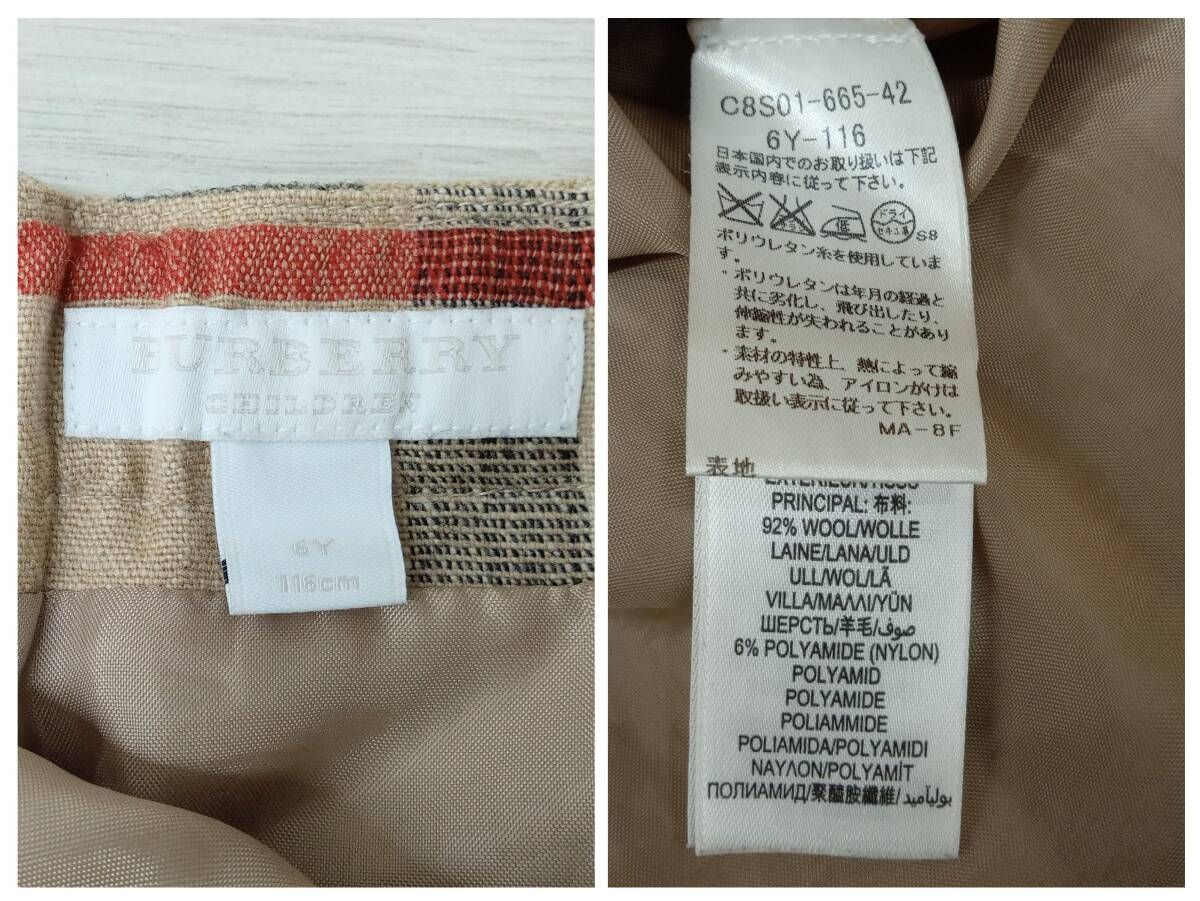 BURBERRY
CHILDREN
6Y
116cm
C8S01-665-42
6Y-116
日本国内でのお取り扱いは下記
表示内容に従って下さい。
低
ドライ
セキユ系
S8
ポリウレタン糸を使用していま
す。
・ポリウレタンは年月の経過と
共に劣化し、飛び出したり、
伸縮性が失われることがあり
ます。
・素材の特性上、熱によって縮
みやすい為、アイロンがけは
取扱い表示に従って下さい。
MA-8F
表地
PRINCIPAL: 布料:
92% WOOL/WOLLE
LAINE/LANA/ULD
ULL/WOL/LÃ
VILLA/ΜΑΛΛΙ/YÜN
ШЕРСТЬ/羊毛/صوف
6% POLYAMIDE (NYLON)
POLYAMID
POLYAMIDE
POLIAMMIDE
POLIAMIDA/POLYAMIDI
ΝΑΥΛΟΝ/POLYAMİT
ПОЛИАМИД/聚醯胺纖維/بولياميد